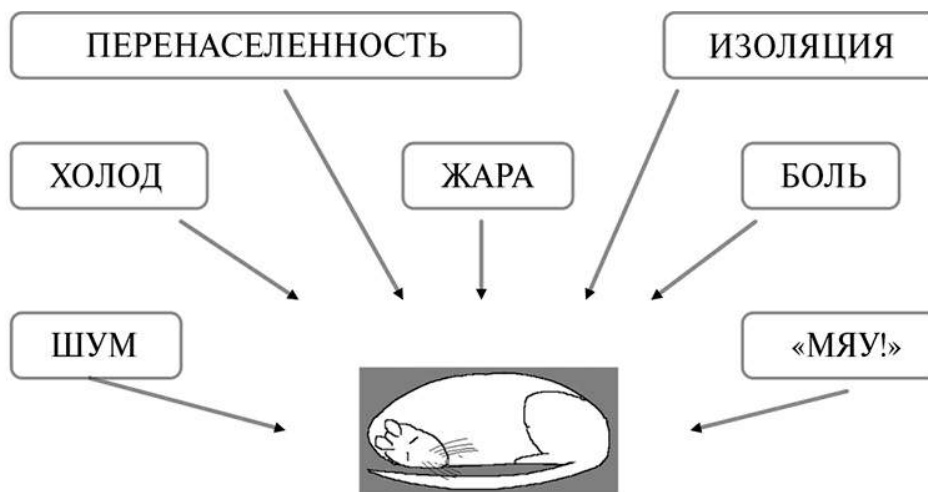 ПЕРЕНАСЕЛЕННОСТЬ
ИЗОЛЯЦИЯ
ХОЛОД
ЖАРА
БОЛЬ
ШУМ
«МЯУ!»